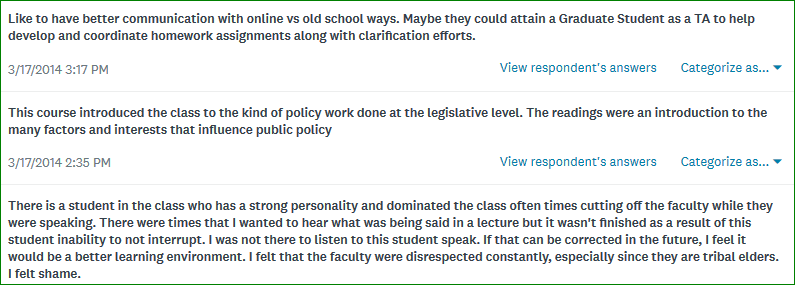 Like to have better communication with online vs old school ways. Maybe they could attain a Graduate Student as a TA to help
develop and coordinate homework assignments along with clarification efforts.
3/17/2014 3:17 PM View respondent's answers Categorize as...
This course introduced the class to the kind of policy work done at the legislative level. The readings were an introduction to the
many factors and interests that influence public policy
3/17/2014 2:35 PM View respondent's answers Categorize as...
There is a student in the class who has a strong personality and dominated the class often times cutting off the faculty while they
were speaking. There were times that I wanted to hear what was being said in a lecture but it wasn't finished as a result of this
student inability to not interrupt. I was not there to listen to this student speak. If that can be corrected in the future, I feel it
would be a better learning environment. I felt that the faculty were disrespected constantly, especially since they are tribal elders.
I felt shame.